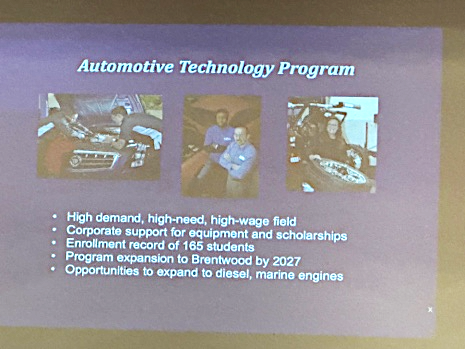 Automotive Technology Program
• High demand, high-need, high-wage field
• Corporate support for equipment and scholarships
• Enrollment record of 165 students
• Program expansion to Brentwood by 2027
• Opportunities to expand to diesel, marine engines
x